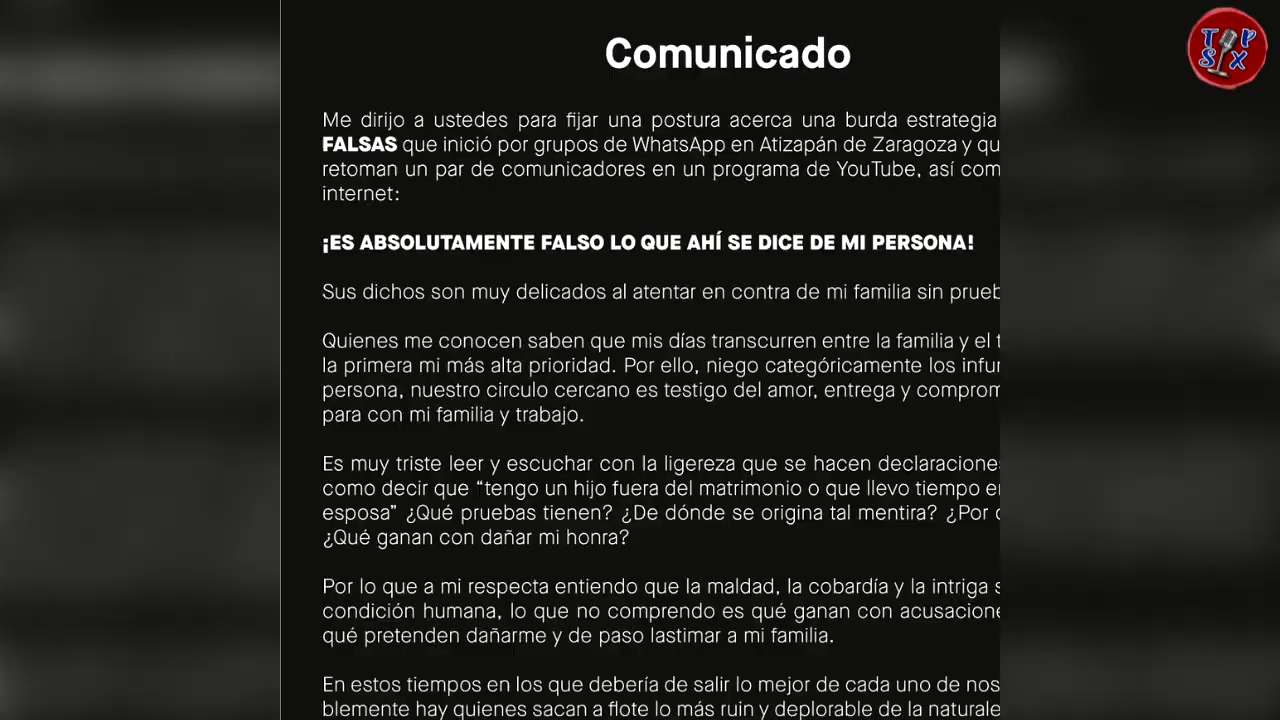 Comunicado
Me dirijo a ustedes para fijar una postura acerca una burda estrategia
FALSAS que inició por grupos de WhatsApp en Atizapán de Zaragoza y
retoman un par de comunicadores en un programa de YouTube, así
internet:
¡ES ABSOLUTAMENTE FALSO LO QUE AHÍ SE DICE DE MI PERSONA!
Sus dichos son muy delicados al atentar en contra de mi familia sin
Quienes me conocen saben que mis días transcurren entre la familia y el
la primera mi más alta prioridad. Por ello, niego categóricamente los
persona, nuestro circulo cercano es testigo del amor, entrega y
para con mi familia y trabajo.
Es muy triste leer y escuchar con la ligereza que se hacen
como decir que “tengo un hijo fuera del matrimonio o que llevo tiempo
esposa” ¿Qué pruebas tienen? ¿De dónde se origina tal mentira? ¿Por
¿Qué ganan con dañar mi honra?
Por lo que a mi respecta entiendo que la maldad, la cobardía y la intriga
condición humana, lo que no comprendo es qué ganan con
qué pretenden dañarme y de paso lastimar a mi familia.
En estos tiempos en los que debería de salir lo mejor de cada uno de
blemente hay quienes sacan a flote lo más ruin y deplorable de la